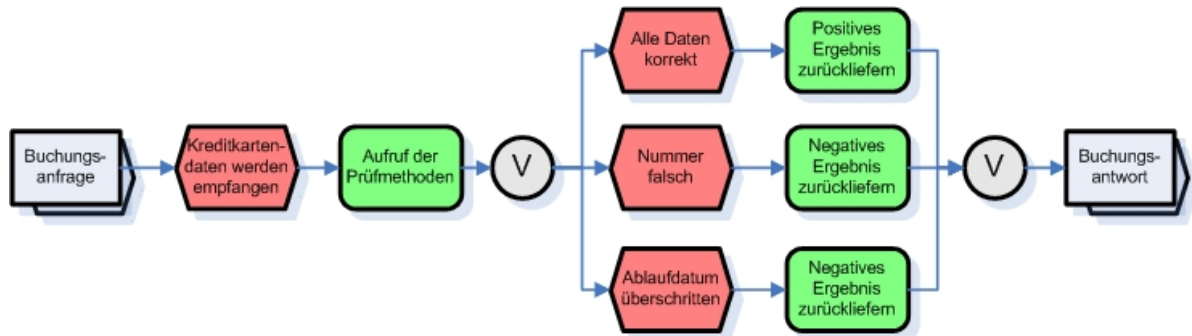 Buchungs-
anfrage
Kreditkarten-
daten werden
empfangen
Aufruf der
Prüfmethoden
V
Alle Daten
korrekt
Positives
Ergebnis
zurückliefern
Nummer
falsch
Negatives
Ergebnis
zurückliefern
Ablaufdatum
überschritten
Negatives
Ergebnis
zurückliefern
V
Buchungs-
antwort